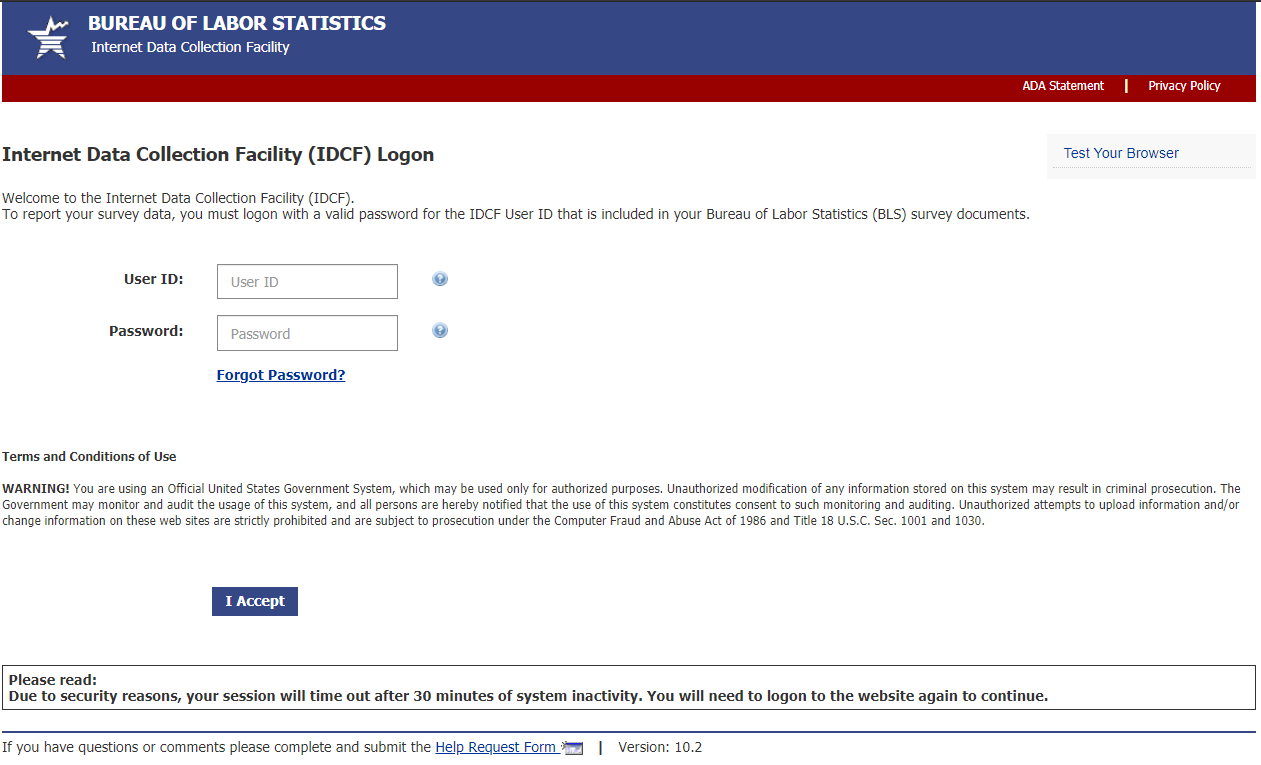 BUREAU OF LABOR STATISTICS
Internet Data Collection Facility
ADA Statement | Privacy Policy
Internet Data Collection Facility (IDCF) Logon
Test Your Browser
Welcome to the Internet Data Collection Facility (IDCF).
To report your survey data, you must logon with a valid password for the IDCF User ID that is included in your Bureau of Labor Statistics (BLS) survey documents.
User ID: User ID ?
Password: Password ?
Forgot Password?
Terms and Conditions of Use
WARNING! You are using an Official United States Government System, which may be used only for authorized purposes. Unauthorized modification of any information stored on this system may result in criminal prosecution. The
Government may monitor and audit the usage of this system, and all persons are hereby notified that the use of this system constitutes consent to such monitoring and auditing. Unauthorized attempts to upload information and/or
change information on these web sites are strictly prohibited and are subject to prosecution under the Computer Fraud and Abuse Act of 1986 and Title 18 U.S.C. Sec. 1001 and 1030.
I Accept
Please read:
Due to security reasons, your session will time out after 30 minutes of system inactivity. You will need to logon to the website again to continue.
If you have questions or comments please complete and submit the Help Request Form | Version: 10.2